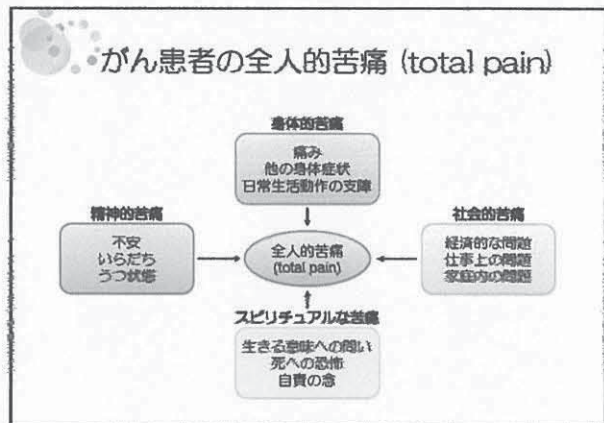 がん患者の全人的苦痛 (total pain)
身体的苦痛
痛み
他の身体症状
日常生活動作の支障
精神的苦痛
不安
いらだち
うつ状態
全人的苦痛
(total pain)
社会的苦痛
経済的な問題
仕事上の問題
家庭内の問題
スピリチュアルな苦痛
生きる意味への問い
死への恐怖
自責の念